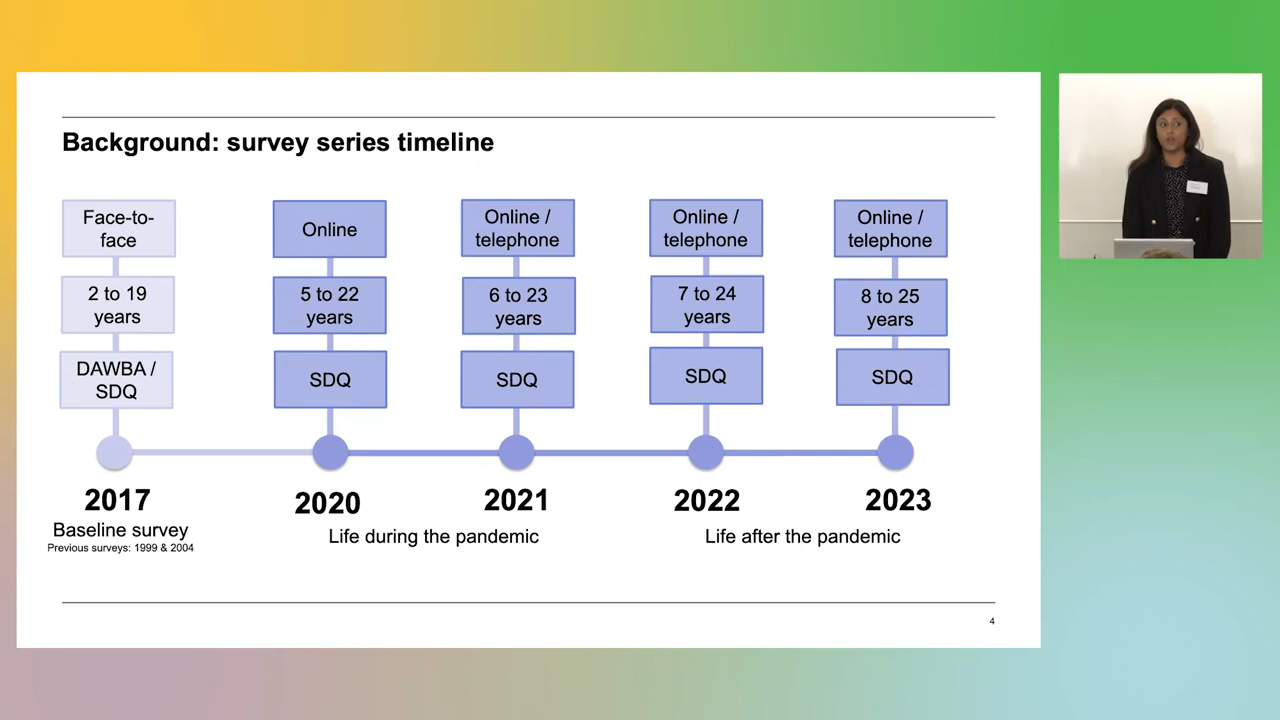 Background: survey series timeline
Face-to-
face
2 to 19
years
DAWBA /
SDQ
2017
Baseline survey
Previous surveys: 1999 & 2004
Online
5 to 22
years
SDQ
2020
Online /
telephone
6 to 23
years
SDQ
2021
Life during the pandemic
Online /
telephone
7 to 24
years
SDQ
2022
Online /
telephone
8 to 25
years
SDQ
2023
Life after the pandemic
4